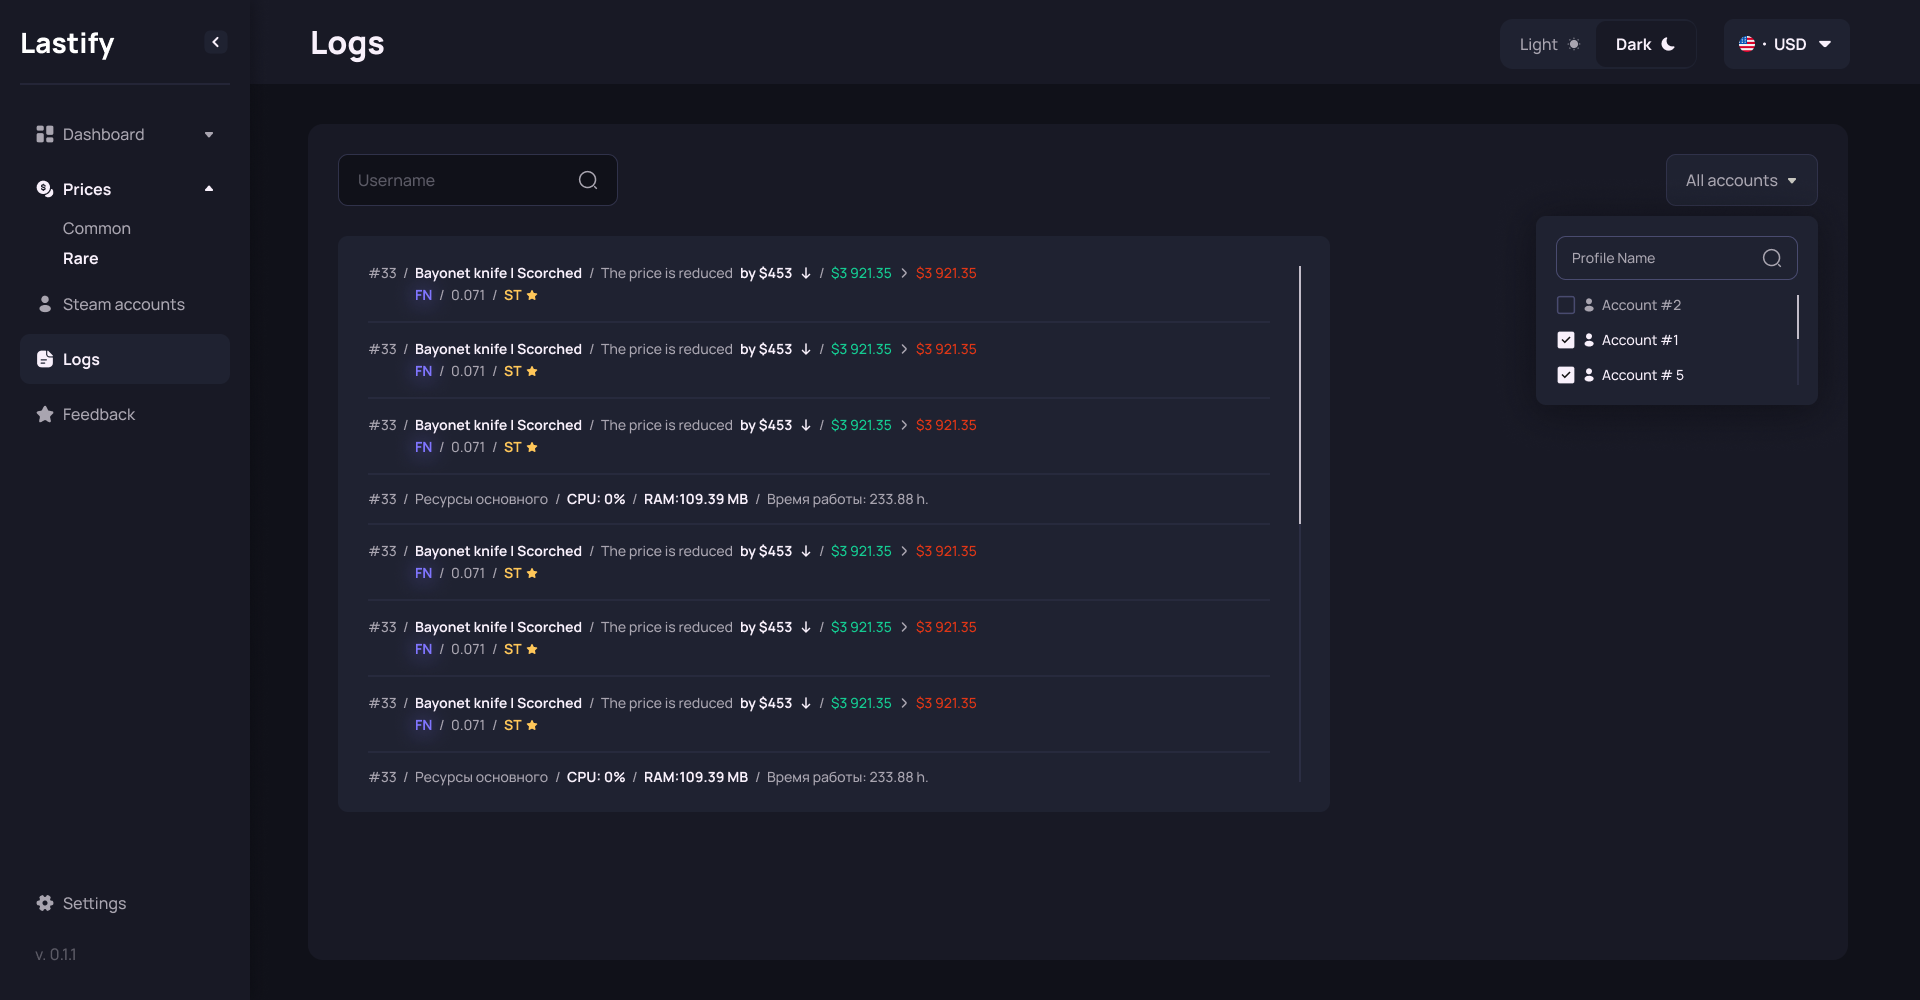 Lastify
Logs
Light
Dark
· USD
Dashboard
Prices
Common
Rare
Steam accounts
Logs
Feedback
Settings
v. 0.1.1
Username
All accounts
Profile Name
Account #2
Account #1
Account # 5
#33 / Bayonet knife | Scorched / The price is reduced by $453 ↓ / $3 921.35 > $3 921.35
FN / 0.071 / ST ★
#33 / Bayonet knife | Scorched / The price is reduced by $453 ↓ / $3 921.35 > $3 921.35
FN / 0.071 / ST ★
#33 / Bayonet knife | Scorched / The price is reduced by $453 ↓ / $3 921.35 > $3 921.35
FN / 0.071 / ST ★
#33 / Ресурсы основного / CPU: 0% / RAM:109.39 MB / Время работы: 233.88 h.
#33 / Bayonet knife | Scorched / The price is reduced by $453 ↓ / $3 921.35 > $3 921.35
FN / 0.071 / ST ★
#33 / Bayonet knife | Scorched / The price is reduced by $453 ↓ / $3 921.35 > $3 921.35
FN / 0.071 / ST ★
#33 / Bayonet knife | Scorched / The price is reduced by $453 ↓ / $3 921.35 > $3 921.35
FN / 0.071 / ST ★
#33 / Ресурсы основного / CPU: 0% / RAM:109.39 MB / Время работы: 233.88 h.